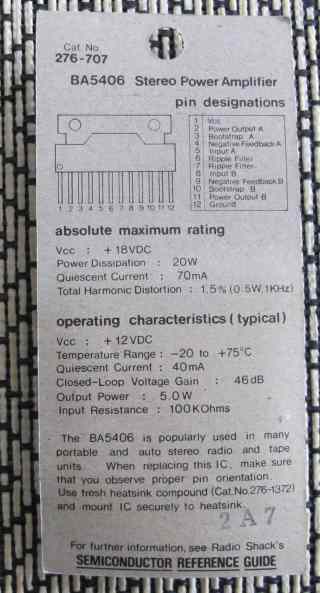 Cat. No.
276-707
BA5406 Stereo Power Amplifier
pin designations
1 Vcc
2 Power Output A
3 Bootstrap A
4 Negative Feedback A
5 Input A
6 Ripple Filter
7 Ripple Filter
8 Input B
9 Negative Feedback B
10 Bootstrap B
11 Power Output B
12 Ground
1 2 3 4 5 6 7 8 9 10 11 12
absolute maximum rating
Vcc : +18VDC
Power Dissipation : 20W
Quiescent Current : 70mA
Total Harmonic Distortion : 1.5% (0.5W, 1KHz)
operating characteristics (typical)
Vcc : +12VDC
Temperature Range : -20 to +75°C
Quiescent Current : 40mA
Closed-Loop Voltage Gain : 46dB
Output Power : 5.0W
Input Resistance : 100KOhms
The BA5406 is popularly used in many
portable and auto stereo radio and tape
units. When replacing this IC, make sure
that you observe proper pin orientation.
Use fresh heatsink compound (Cat.No.276-1372)
and mount IC securely to heatsink.
2A7
For further information, see Radio Shack's
SEMICONDUCTOR REFERENCE GUIDE